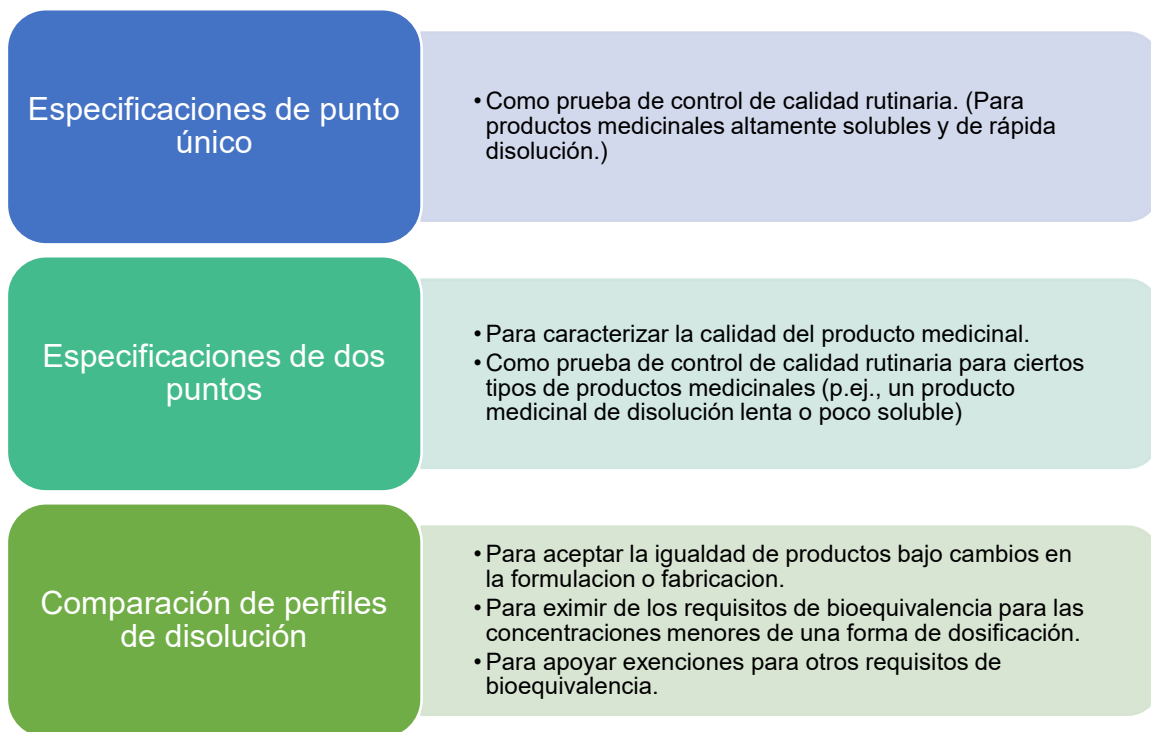 Especificaciones de punto
único
• Como prueba de control de calidad rutinaria. (Para
productos medicinales altamente solubles y de rápida
disolución.)
Especificaciones de dos
puntos
• Para caracterizar la calidad del producto medicinal.
• Como prueba de control de calidad rutinaria para ciertos
tipos de productos medicinales (p.ej., un producto
medicinal de disolución lenta o poco soluble)
Comparación de perfiles
de disolución
• Para aceptar la igualdad de productos bajo cambios en
la formulacion o fabricacion.
• Para eximir de los requisitos de bioequivalencia para las
concentraciones menores de una forma de dosificación.
• Para apoyar exenciones para otros requisitos de
bioequivalencia.